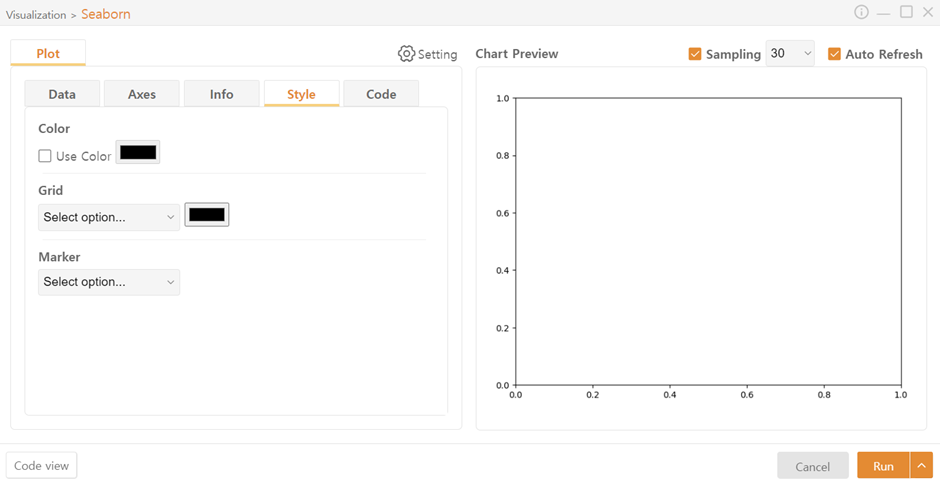 Visualization > Seaborn
Plot
Setting
Data Axes Info Style Code
Color
Use Color
Grid
Select option...
Marker
Select option...
Chart Preview
Sampling 30 Auto Refresh
1.0
0.8
0.6
0.4
0.2
0.0
0.0 0.2 0.4 0.6 0.8 1.0
Code view
Cancel Run